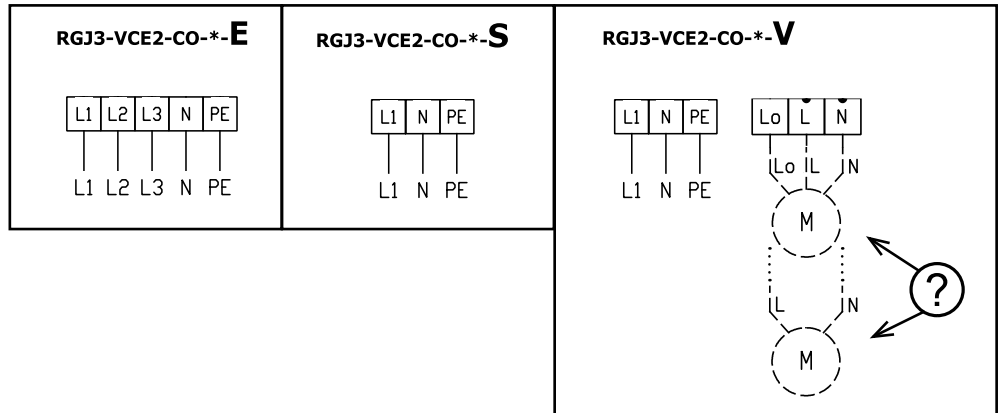 RGJ3-VCE2-CO-*-E
L1 L2 L3 N PE
L1 L2 L3 N PE
RGJ3-VCE2-CO-*-S
L1 N PE
L1 N PE
RGJ3-VCE2-CO-*-V
L1 N PE
L1 N PE
Lo L N
Lo L N
M
L N
M
?